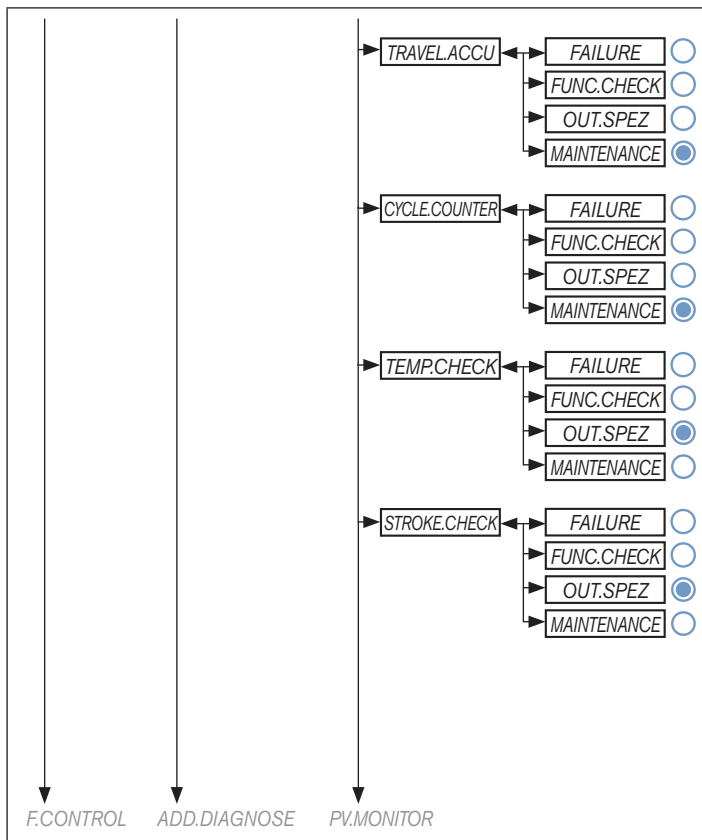 TRAVEL.ACCU
FAILURE
FUNC.CHECK
OUT.SPEZ
MAINTENANCE
CYCLE.COUNTER
FAILURE
FUNC.CHECK
OUT.SPEZ
MAINTENANCE
TEMP.CHECK
FAILURE
FUNC.CHECK
OUT.SPEZ
MAINTENANCE
STROKE.CHECK
FAILURE
FUNC.CHECK
OUT.SPEZ
MAINTENANCE
F.CONTROL
ADD.DIAGNOSE
PV.MONITOR